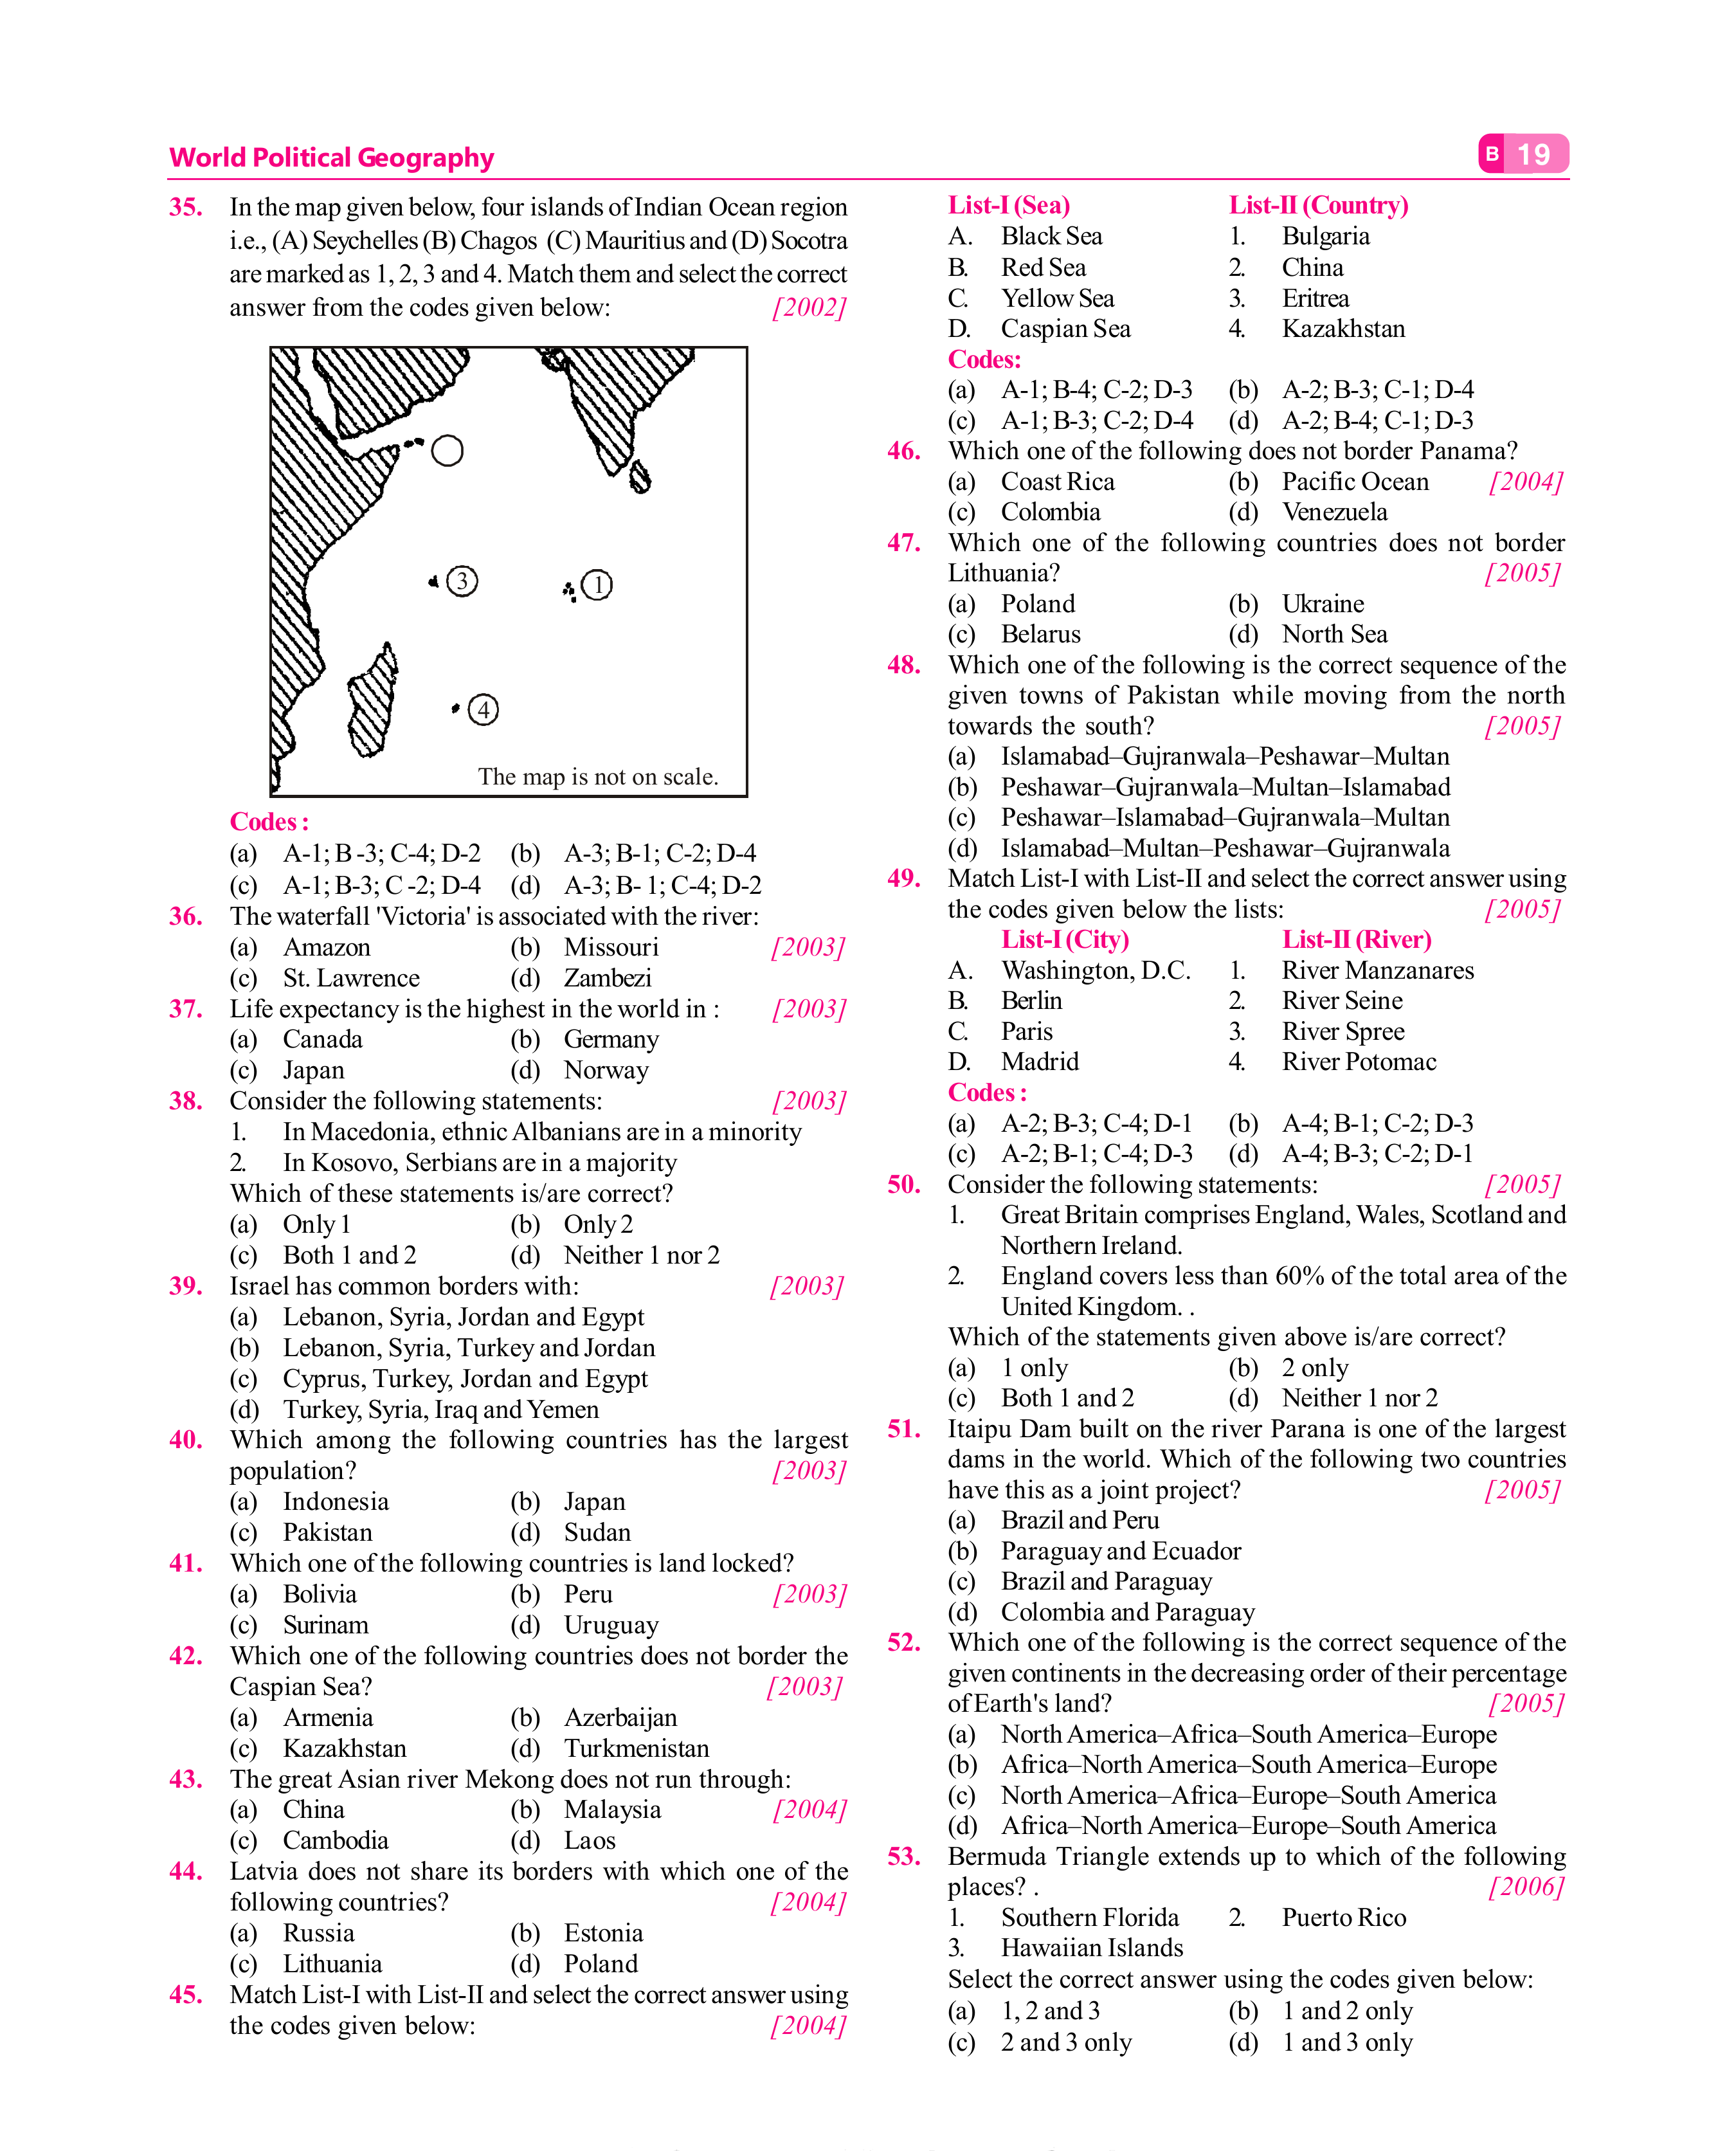 World Political Geography
B 19
35. In the map given below, four islands of Indian Ocean region
i.e., (A) Seychelles (B) Chagos (C) Mauritius and (D) Socotra
are marked as 1, 2, 3 and 4. Match them and select the correct
answer from the codes given below: [2002]
3
1
4
The map is not on scale.
Codes :
(a) A-1; B -3; C-4; D-2 (b) A-3; B-1; C-2; D-4
(c) A-1; B-3; C -2; D-4 (d) A-3; B- 1; C-4; D-2
36. The waterfall 'Victoria' is associated with the river:
(a) Amazon (b) Missouri [2003]
(c) St. Lawrence (d) Zambezi
37. Life expectancy is the highest in the world in : [2003]
(a) Canada (b) Germany
(c) Japan (d) Norway
38. Consider the following statements: [2003]
1. In Macedonia, ethnic Albanians are in a minority
2. In Kosovo, Serbians are in a majority
Which of these statements is/are correct?
(a) Only 1 (b) Only 2
(c) Both 1 and 2 (d) Neither 1 nor 2
39. Israel has common borders with: [2003]
(a) Lebanon, Syria, Jordan and Egypt
(b) Lebanon, Syria, Turkey and Jordan
(c) Cyprus, Turkey, Jordan and Egypt
(d) Turkey, Syria, Iraq and Yemen
40. Which among the following countries has the largest
population? [2003]
(a) Indonesia (b) Japan
(c) Pakistan (d) Sudan
41. Which one of the following countries is land locked?
(a) Bolivia (b) Peru [2003]
(c) Surinam (d) Uruguay
42. Which one of the following countries does not border the
Caspian Sea? [2003]
(a) Armenia (b) Azerbaijan
(c) Kazakhstan (d) Turkmenistan
43. The great Asian river Mekong does not run through:
(a) China (b) Malaysia [2004]
(c) Cambodia (d) Laos
44. Latvia does not share its borders with which one of the
following countries? [2004]
(a) Russia (b) Estonia
(c) Lithuania (d) Poland
45. Match List-I with List-II and select the correct answer using
the codes given below: [2004]
List-I (Sea) List-II (Country)
A. Black Sea 1. Bulgaria
B. Red Sea 2. China
C. Yellow Sea 3. Eritrea
D. Caspian Sea 4. Kazakhstan
Codes:
(a) A-1; B-4; C-2; D-3 (b) A-2; B-3; C-1; D-4
(c) A-1; B-3; C-2; D-4 (d) A-2; B-4; C-1; D-3
46. Which one of the following does not border Panama?
(a) Coast Rica (b) Pacific Ocean [2004]
(c) Colombia (d) Venezuela
47. Which one of the following countries does not border
Lithuania? [2005]
(a) Poland (b) Ukraine
(c) Belarus (d) North Sea
48. Which one of the following is the correct sequence of the
given towns of Pakistan while moving from the north
towards the south? [2005]
(a) Islamabad–Gujranwala–Peshawar–Multan
(b) Peshawar–Gujranwala–Multan–Islamabad
(c) Peshawar–Islamabad–Gujranwala–Multan
(d) Islamabad–Multan–Peshawar–Gujranwala
49. Match List-I with List-II and select the correct answer using
the codes given below the lists: [2005]
List-I (City) List-II (River)
A. Washington, D.C. 1. River Manzanares
B. Berlin 2. River Seine
C. Paris 3. River Spree
D. Madrid 4. River Potomac
Codes :
(a) A-2; B-3; C-4; D-1 (b) A-4; B-1; C-2; D-3
(c) A-2; B-1; C-4; D-3 (d) A-4; B-3; C-2; D-1
50. Consider the following statements: [2005]
1. Great Britain comprises England, Wales, Scotland and
Northern Ireland.
2. England covers less than 60% of the total area of the
United Kingdom. .
Which of the statements given above is/are correct?
(a) 1 only (b) 2 only
(c) Both 1 and 2 (d) Neither 1 nor 2
51. Itaipu Dam built on the river Parana is one of the largest
dams in the world. Which of the following two countries
have this as a joint project? [2005]
(a) Brazil and Peru
(b) Paraguay and Ecuador
(c) Brazil and Paraguay
(d) Colombia and Paraguay
52. Which one of the following is the correct sequence of the
given continents in the decreasing order of their percentage
of Earth's land? [2005]
(a) North America–Africa–South America–Europe
(b) Africa–North America–South America–Europe
(c) North America–Africa–Europe–South America
(d) Africa–North America–Europe–South America
53. Bermuda Triangle extends up to which of the following
places? . [2006]
1. Southern Florida 2. Puerto Rico
3. Hawaiian Islands
Select the correct answer using the codes given below:
(a) 1, 2 and 3 (b) 1 and 2 only
(c) 2 and 3 only (d) 1 and 3 only